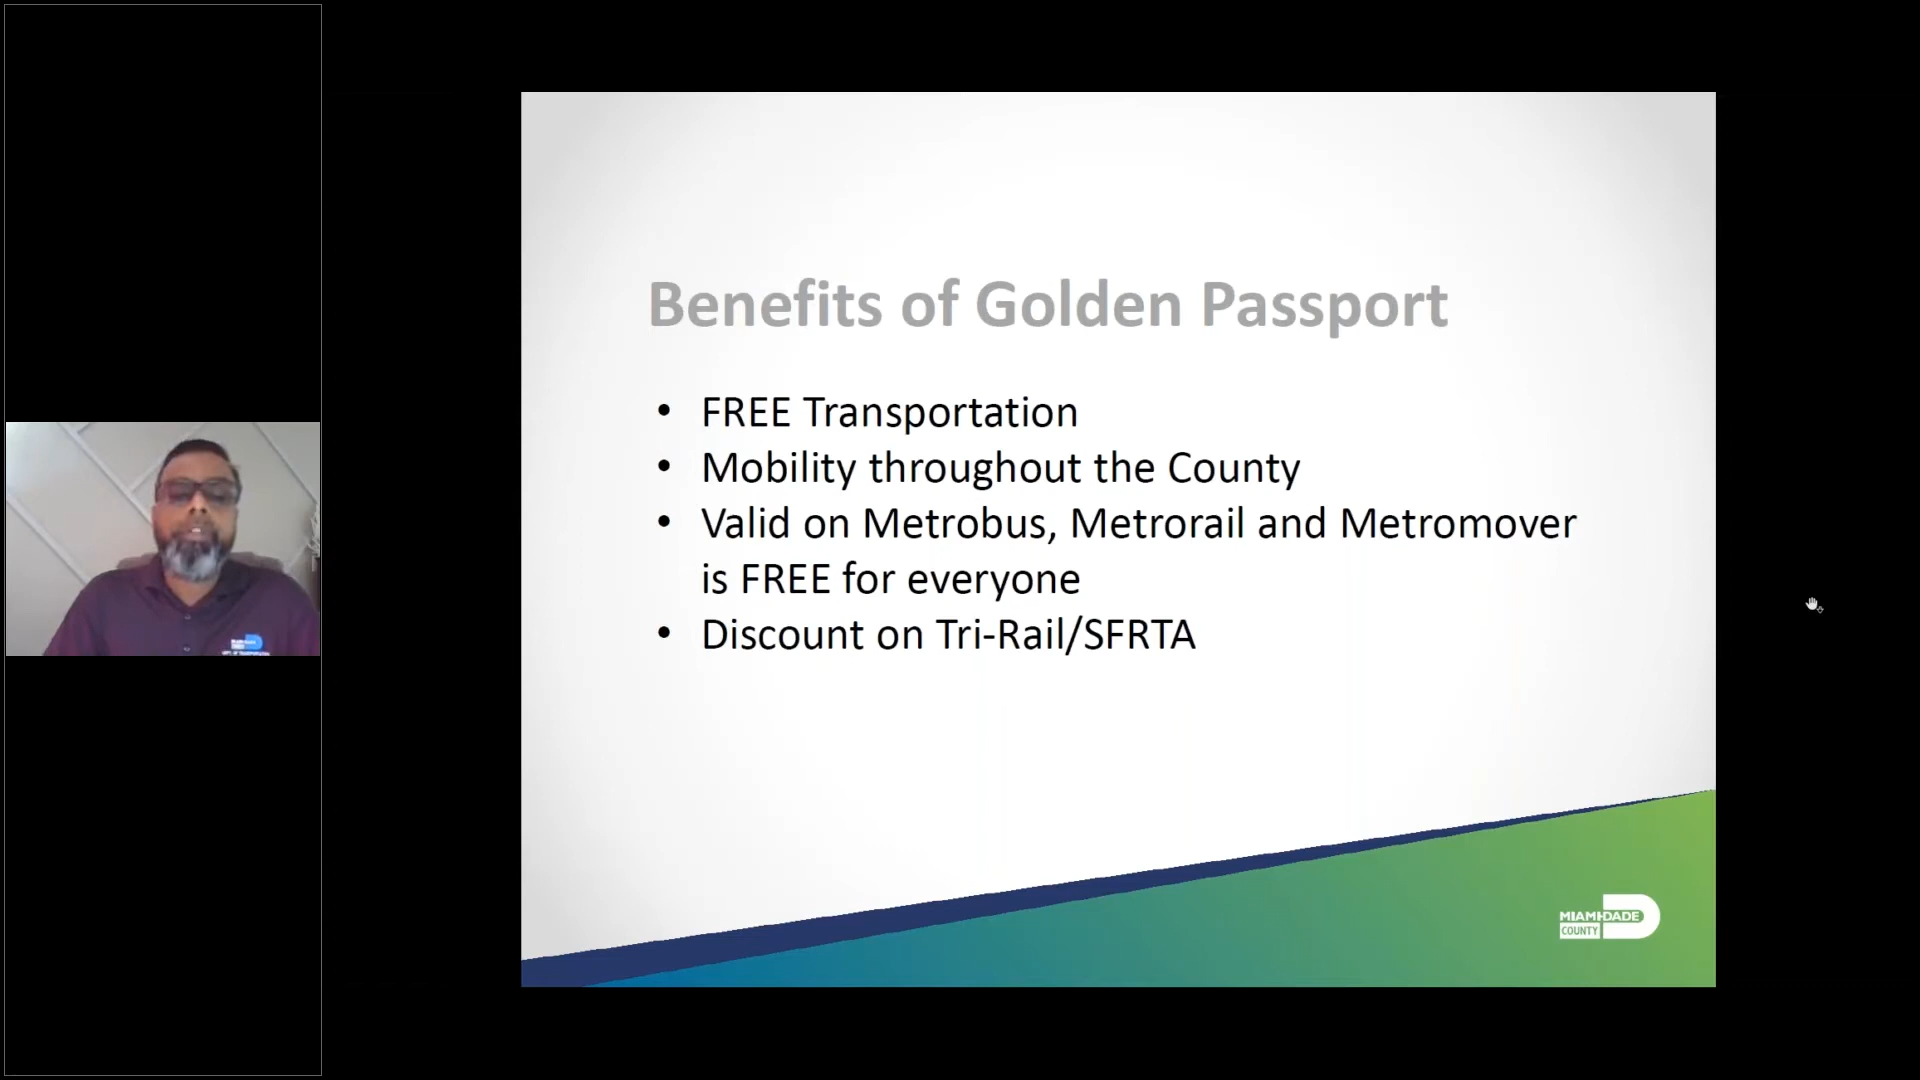 Benefits of Golden Passport
• FREE Transportation
• Mobility throughout the County
• Valid on Metrobus, Metrorail and Metromover
is FREE for everyone
• Discount on Tri-Rail/SFRTA
MIAMI-DADE
COUNTY